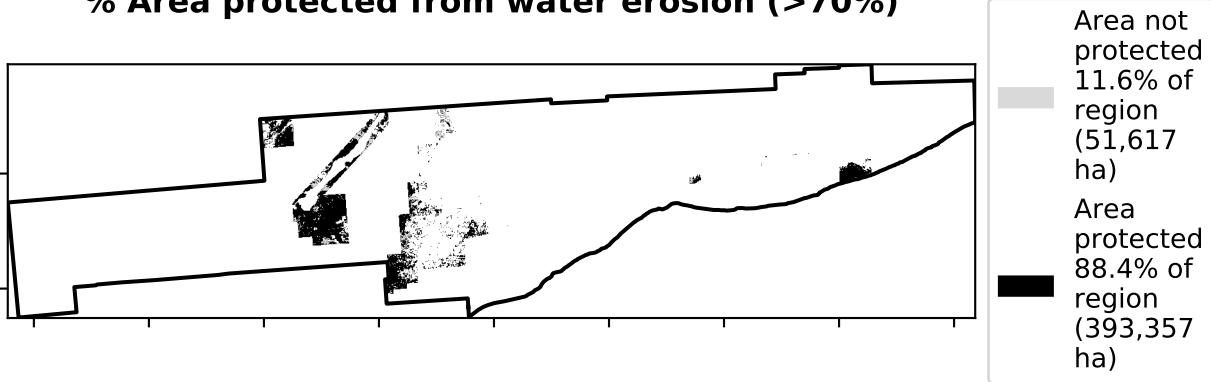 % Area protected from water erosion (>70%)
Area not
protected
11.6% of
region
(51,617
ha)
Area
protected
88.4% of
region
(393,357
ha)